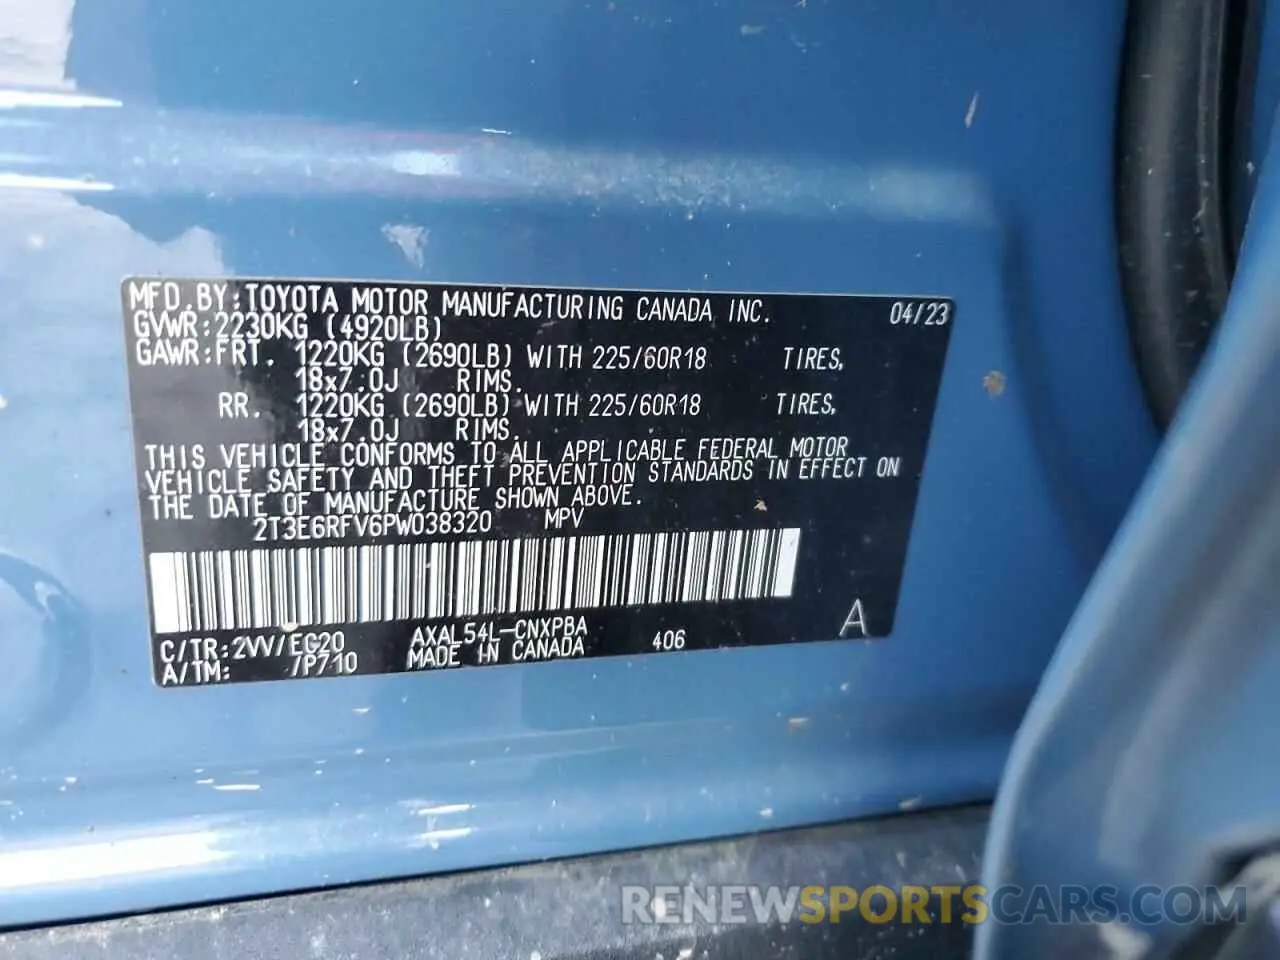 MFD.BY:TOYOTA MOTOR MANUFACTURING CANADA INC. 04/23
GVWR:2230KG (4920LB)
GAWR:FRT. 1220KG (2690LB) WITH 225/60R18 TIRES,
18x7.0J RIMS.
RR. 1220KG (2690LB) WITH 225/60R18 TIRES,
18x7.0J RIMS.
THIS VEHICLE CONFORMS TO ALL APPLICABLE FEDERAL MOTOR
VEHICLE SAFETY AND THEFT PREVENTION STANDARDS IN EFFECT ON
THE DATE OF MANUFACTURE SHOWN ABOVE.
2T3E6RFV6PW038320 MPV
C/TR:2VV/EG20 AXAL54L-CNXPBA 406 A
A/TM: /P710 MADE IN CANADA
RENEWSPORTSCARS.COM